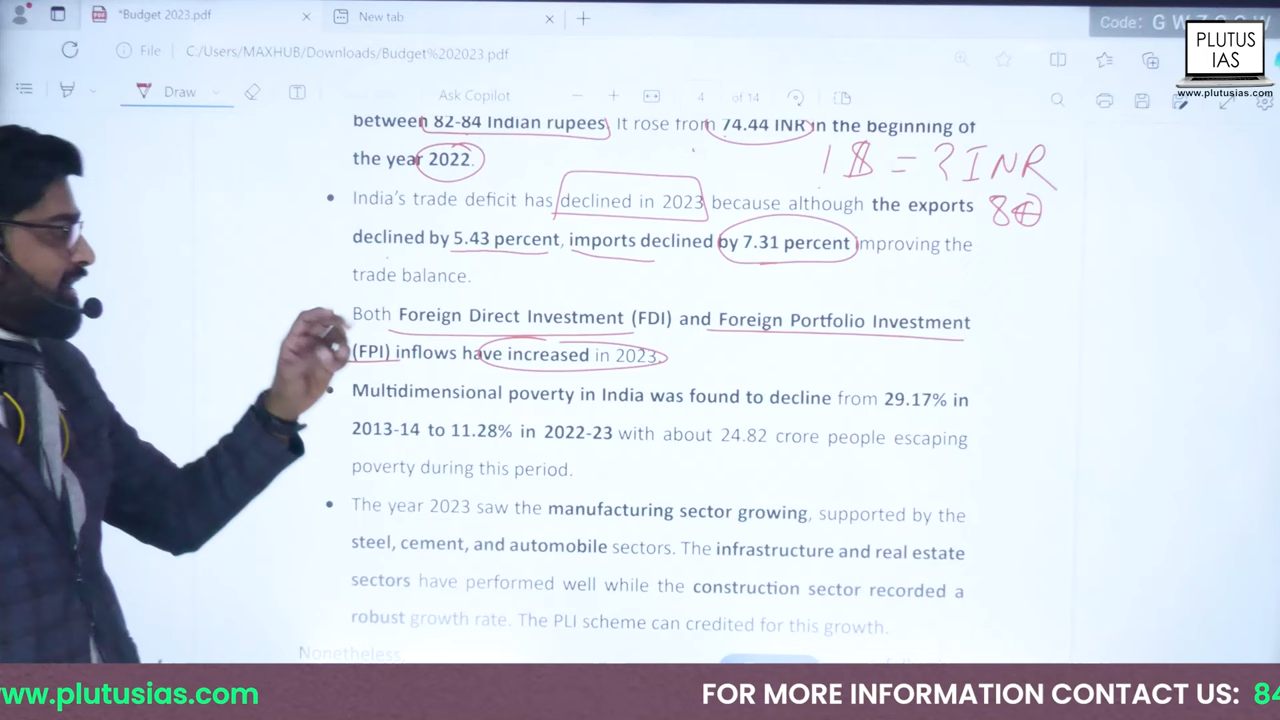 *Budget 2023.pdf
New tab
Code: G W
PLUTUS
IAS
www.plutusias.com
File
C:/Users/MAXHUB/Downloads/Budget%202023.pdf
Draw
Ask Copilot
4 of 14
between 82-84 Indian rupees. It rose from 74.44 INR in the beginning of
the year 2022.
1 $ = ? INR
• India's trade deficit has declined in 2023 because although the exports
declined by 5.43 percent, imports declined by 7.31 percent improving the
trade balance.
Both Foreign Direct Investment (FDI) and Foreign Portfolio Investment
(FPI) inflows have increased in 2023.
• Multidimensional poverty in India was found to decline from 29.17% in
2013-14 to 11.28% in 2022-23 with about 24.82 crore people escaping
poverty during this period.
• The year 2023 saw the manufacturing sector growing, supported by the
steel, cement, and automobile sectors. The infrastructure and real estate
sectors have performed well while the construction sector recorded a
robust growth rate. The PLI scheme can credited for this growth.
Nonetheless,
www.plutusias.com
FOR MORE INFORMATION CONTACT US: 84